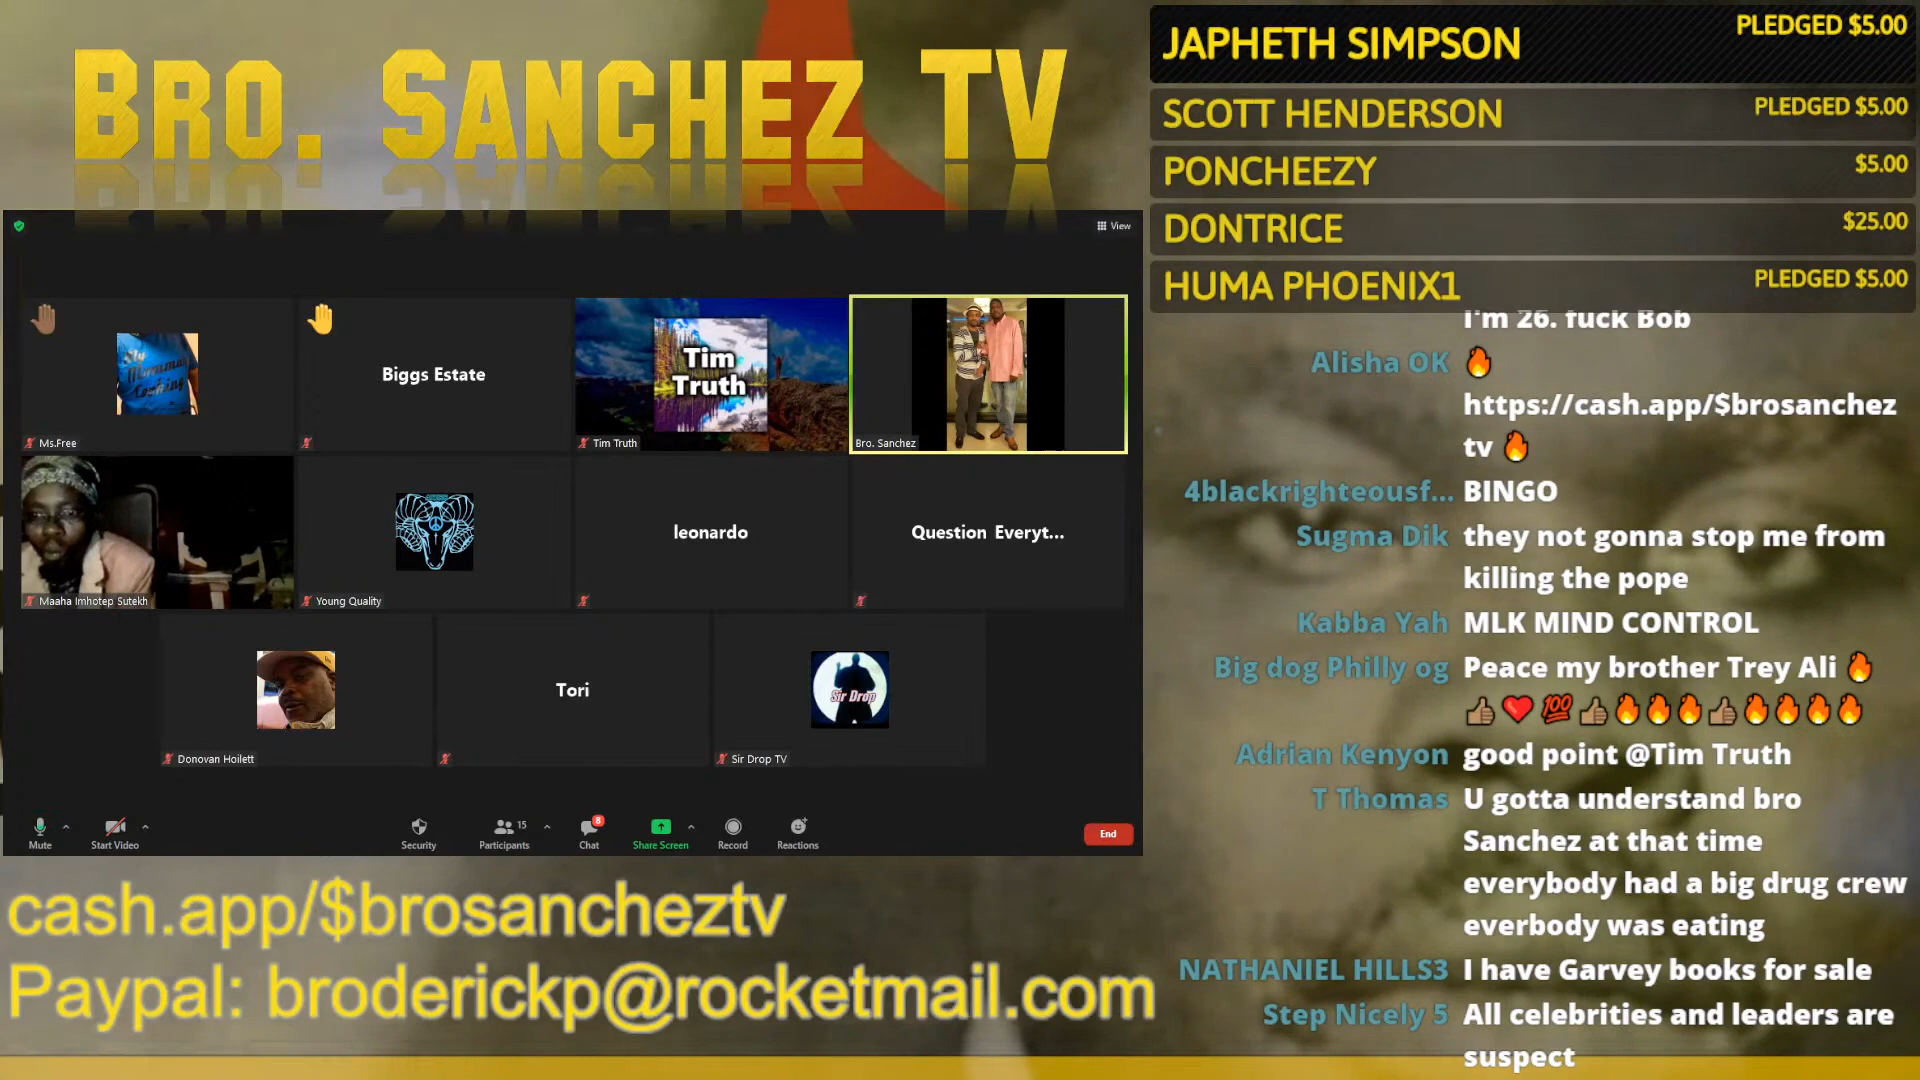 BRO. SANCHEZ TV
View
Ms.Free
Biggs Estate
Tim
Truth
Tim Truth
Bro. Sanchez
Maaha Imhotep Sutekh
Young Quality
leonardo
Question Everyt...
Donovan Hoilett
Tori
Sir Drop
Sir Drop TV
Mute
Start Video
Security
15
Participants
8
Chat
Share Screen
Record
Reactions
End
cash.app/$brosancheztv
Paypal: broderickp@rocketmail.com
JAPHETH SIMPSON PLEDGED $5.00
SCOTT HENDERSON PLEDGED $5.00
PONCHEEZY $5.00
DONTRICE $25.00
HUMA PHOENIX1 PLEDGED $5.00
I'm 26. fuck Bob
Alisha OK 🔥
https://cash.app/$brosanchez
tv 🔥
4blackrighteousf... BINGO
Sugma Dik they not gonna stop me from
killing the pope
Kabba Yah MLK MIND CONTROL
Big dog Philly og Peace my brother Trey Ali 🔥
👍🏽❤️💯👍🏽🔥🔥🔥👍🏽🔥🔥🔥🔥
Adrian Kenyon good point @Tim Truth
T Thomas U gotta understand bro
Sanchez at that time
everybody had a big drug crew
everbody was eating
NATHANIEL HILLS3 I have Garvey books for sale
Step Nicely 5 All celebrities and leaders are
suspect